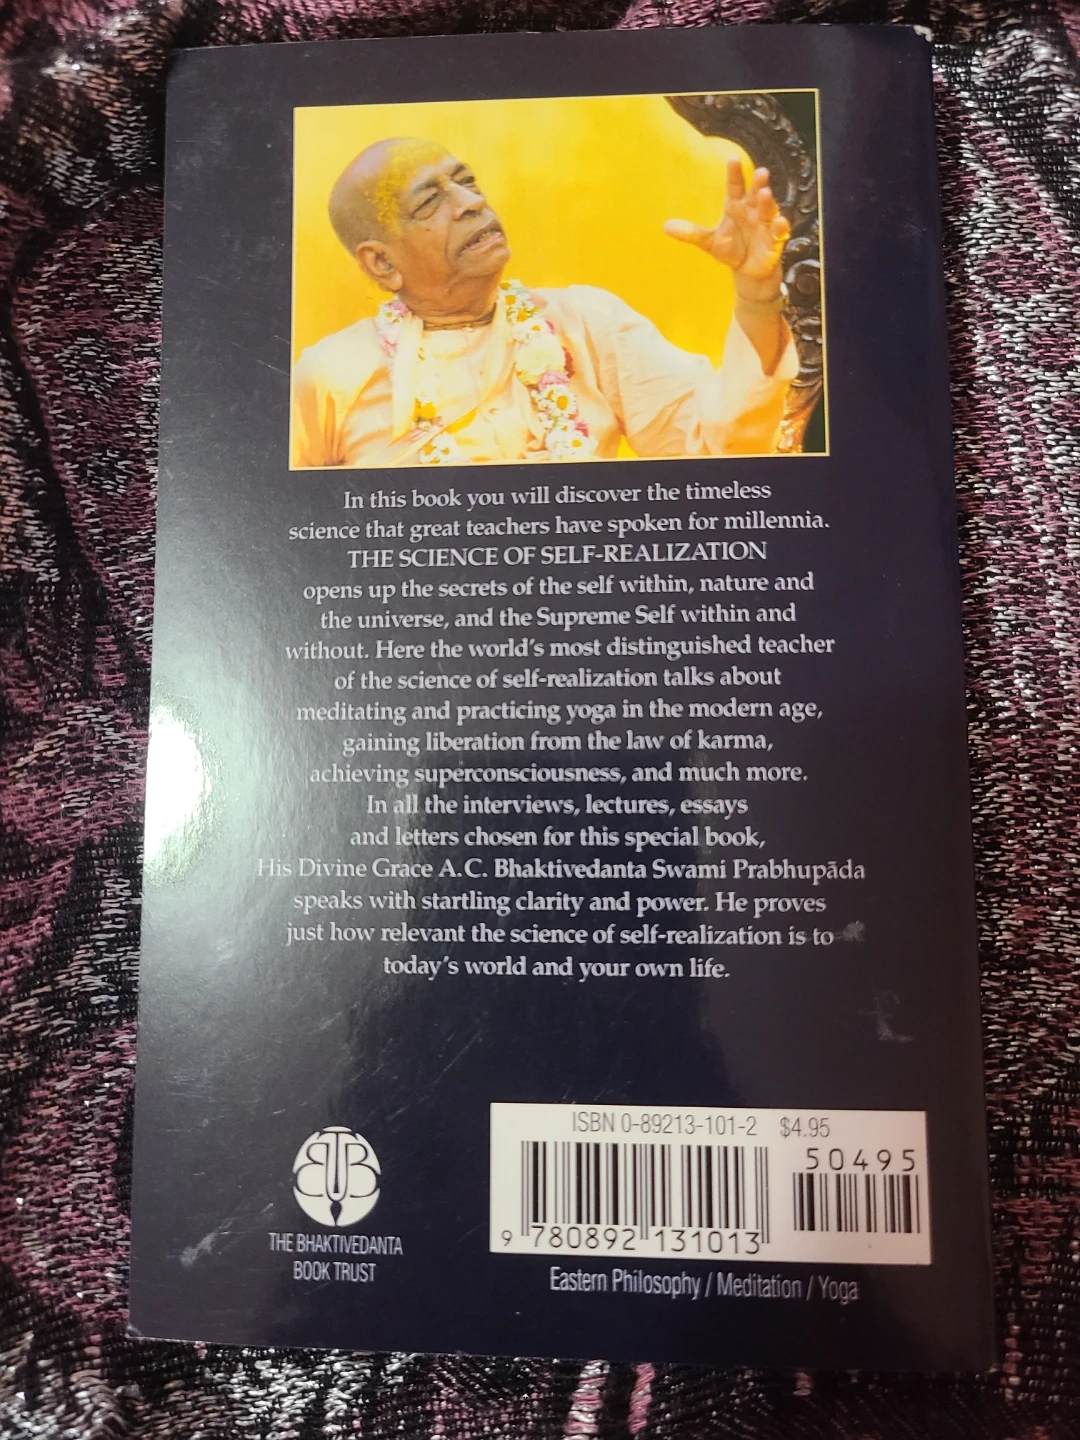 In this book you will discover the timeless
science that great teachers have spoken for millennia.
THE SCIENCE OF SELF-REALIZATION
opens up the secrets of the self within, nature and
the universe, and the Supreme Self within and
without. Here the world's most distinguished teacher
of the science of self-realization talks about
meditating and practicing yoga in the modern age,
gaining liberation from the law of karma,
achieving superconsciousness, and much more.
In all the interviews, lectures, essays
and letters chosen for this special book,
His Divine Grace A.C. Bhaktivedanta Swami Prabhupāda
speaks with startling clarity and power. He proves
just how relevant the science of self-realization is to
today's world and your own life.
ISBN 0-89213-101-2 $4.95
50495
9 780892 131013
BTB
THE BHAKTIVEDANTA
BOOK TRUST
Eastern Philosophy / Meditation / Yoga